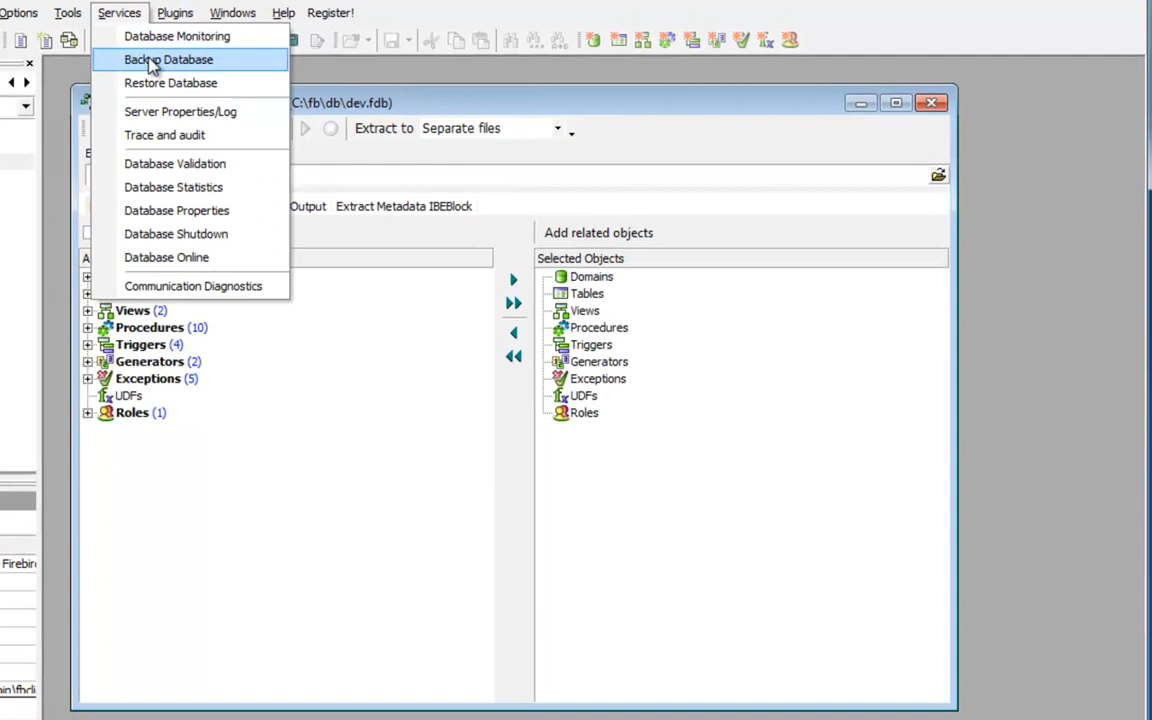 Options Tools Services Plugins Windows Help Register!
Database Monitoring
Backup Database
Restore Database
Server Properties/Log
Trace and audit
Database Validation
Database Statistics
Database Properties
Database Shutdown
Database Online
Communication Diagnostics
(C:\fb\db\dev.fdb)
Extract to Separate files
Output Extract Metadata IBEBlock
Add related objects
Selected Objects
Views (2)
Procedures (10)
Triggers (4)
Generators (2)
Exceptions (5)
UDFs
Roles (1)
Domains
Tables
Views
Procedures
Triggers
Generators
Exceptions
UDFs
Roles
Firebir